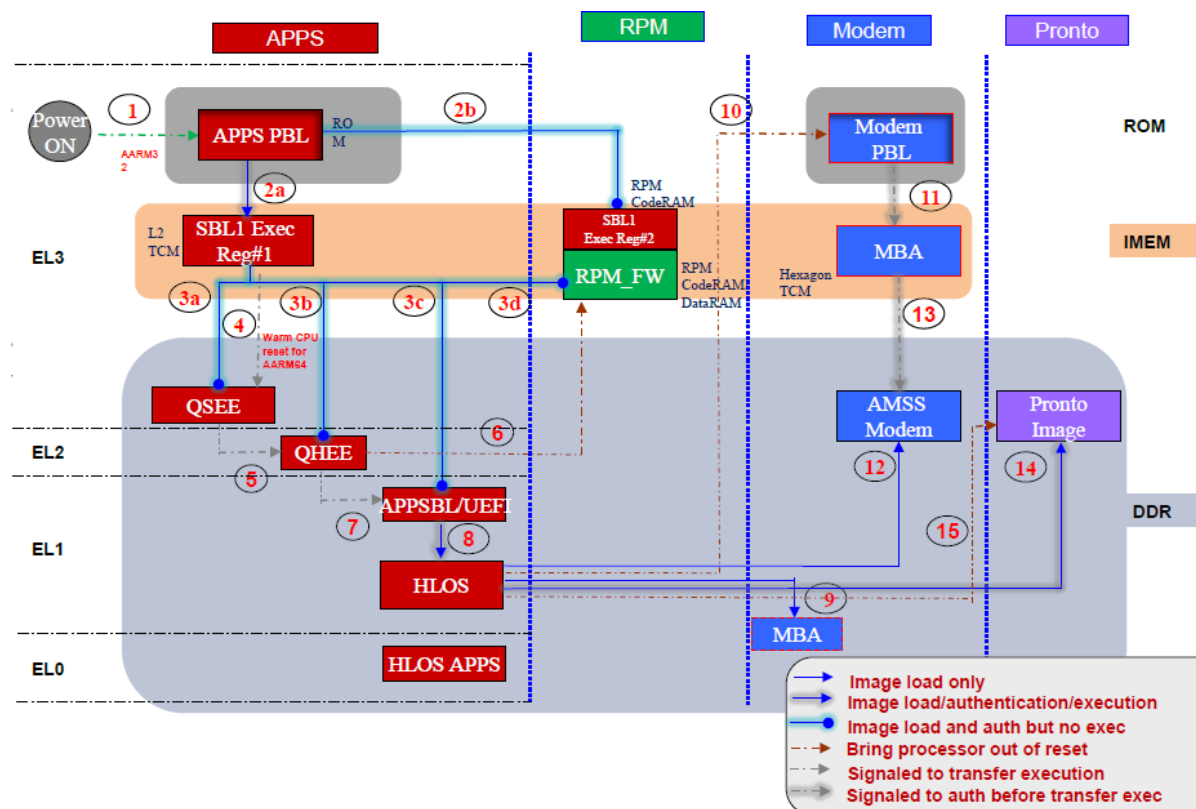 APPS
RPM
Modem
Pronto
Power
ON
1
AARM3
2
APPS PBL
RO
M
2b
10
Modem
PBL
ROM
2a
RPM
CodeRAM
11
EL3
L2
TCM
SBL1 Exec
Reg#1
SBL1
Exec Reg#2
RPM_FW
RPM
CodeRAM
DataRAM
Hexagon
TCM
MBA
IMEM
3a
3b
3c
3d
4
Warm CPU
reset for
AARM64
13
QSEE
AMSS
Modem
Pronto
Image
EL2
QHEE
6
5
12
14
APPSBL/UEFI
DDR
7
8
15
EL1
HLOS
9
MBA
EL0
HLOS APPS
Image load only
Image load/authentication/execution
Image load and auth but no exec
Bring processor out of reset
Signaled to transfer execution
Signaled to auth before transfer exec